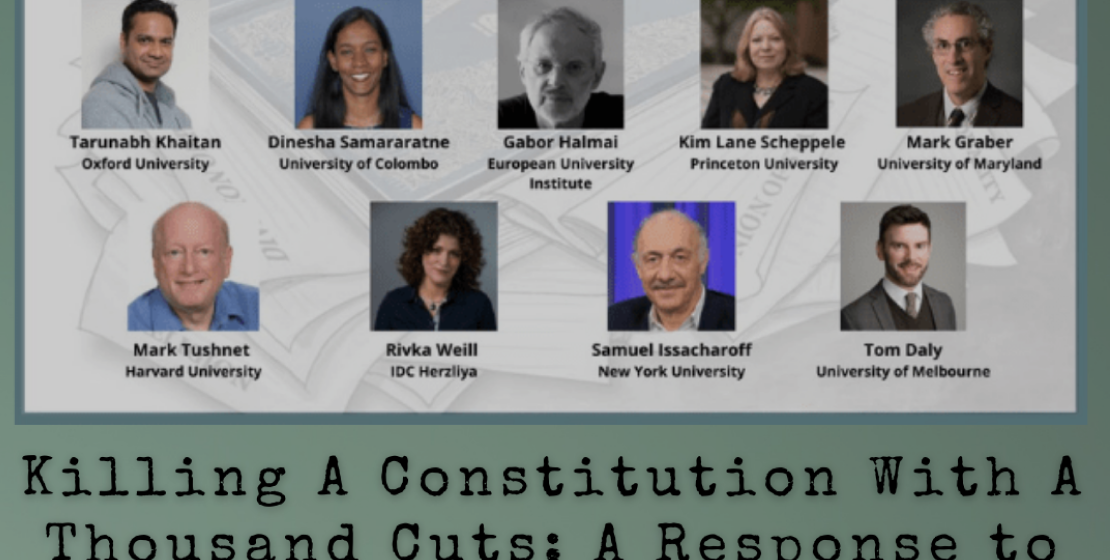 Tarunabh Khaitan
Oxford University
Dinesha Samararatne
University of Colombo
Gabor Halmai
European University
Institute
Kim Lane Scheppele
Princeton University
Mark Graber
University of Maryland
Mark Tushnet
Harvard University
Rivka Weill
IDC Herzliya
Samuel Issacharoff
New York University
Tom Daly
University of Melbourne
Killing A Constitution With A
Thousand Cuts: A Response to